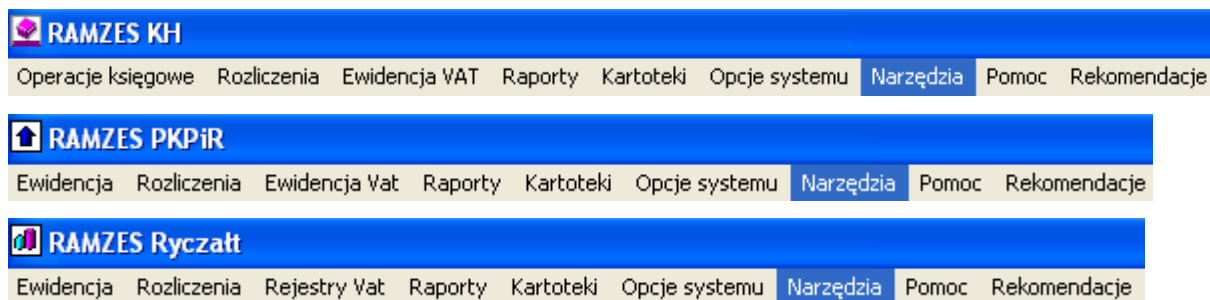 RAMZES KH
Operacje księgowe Rozliczenia Ewidencja VAT Raporty Kartoteki Opcje systemu Narzędzia Pomoc Rekomendacje
RAMZES PKPiR
Ewidencja Rozliczenia Ewidencja Vat Raporty Kartoteki Opcje systemu Narzędzia Pomoc Rekomendacje
RAMZES Ryczałt
Ewidencja Rozliczenia Rejestry Vat Raporty Kartoteki Opcje systemu Narzędzia Pomoc Rekomendacje